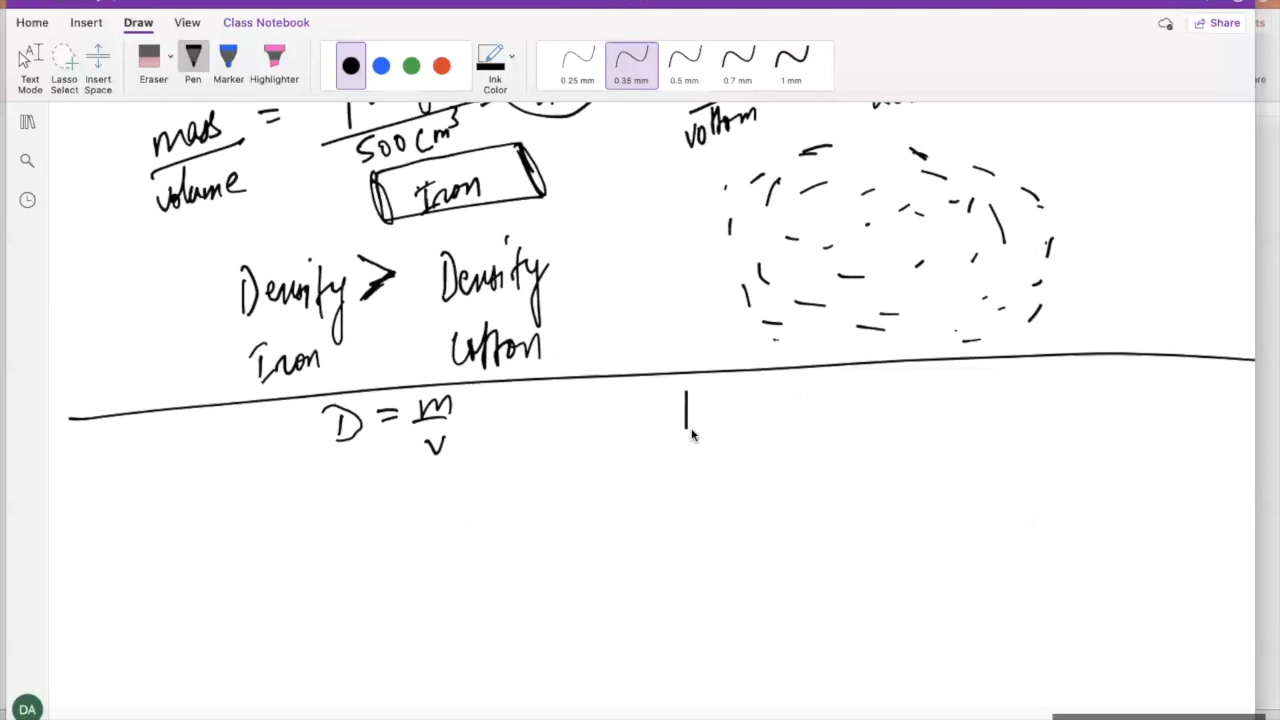 Home Insert Draw View Class Notebook Share
Text Mode
Lasso Select
Insert Space
Eraser
Pen
Marker
Highlighter
Ink Color
0.25 mm
0.35 mm
0.5 mm
0.7 mm
1 mm
mass
volume
=
500 cm³
Iron
Density > Density
Iron
D = m
v
DA